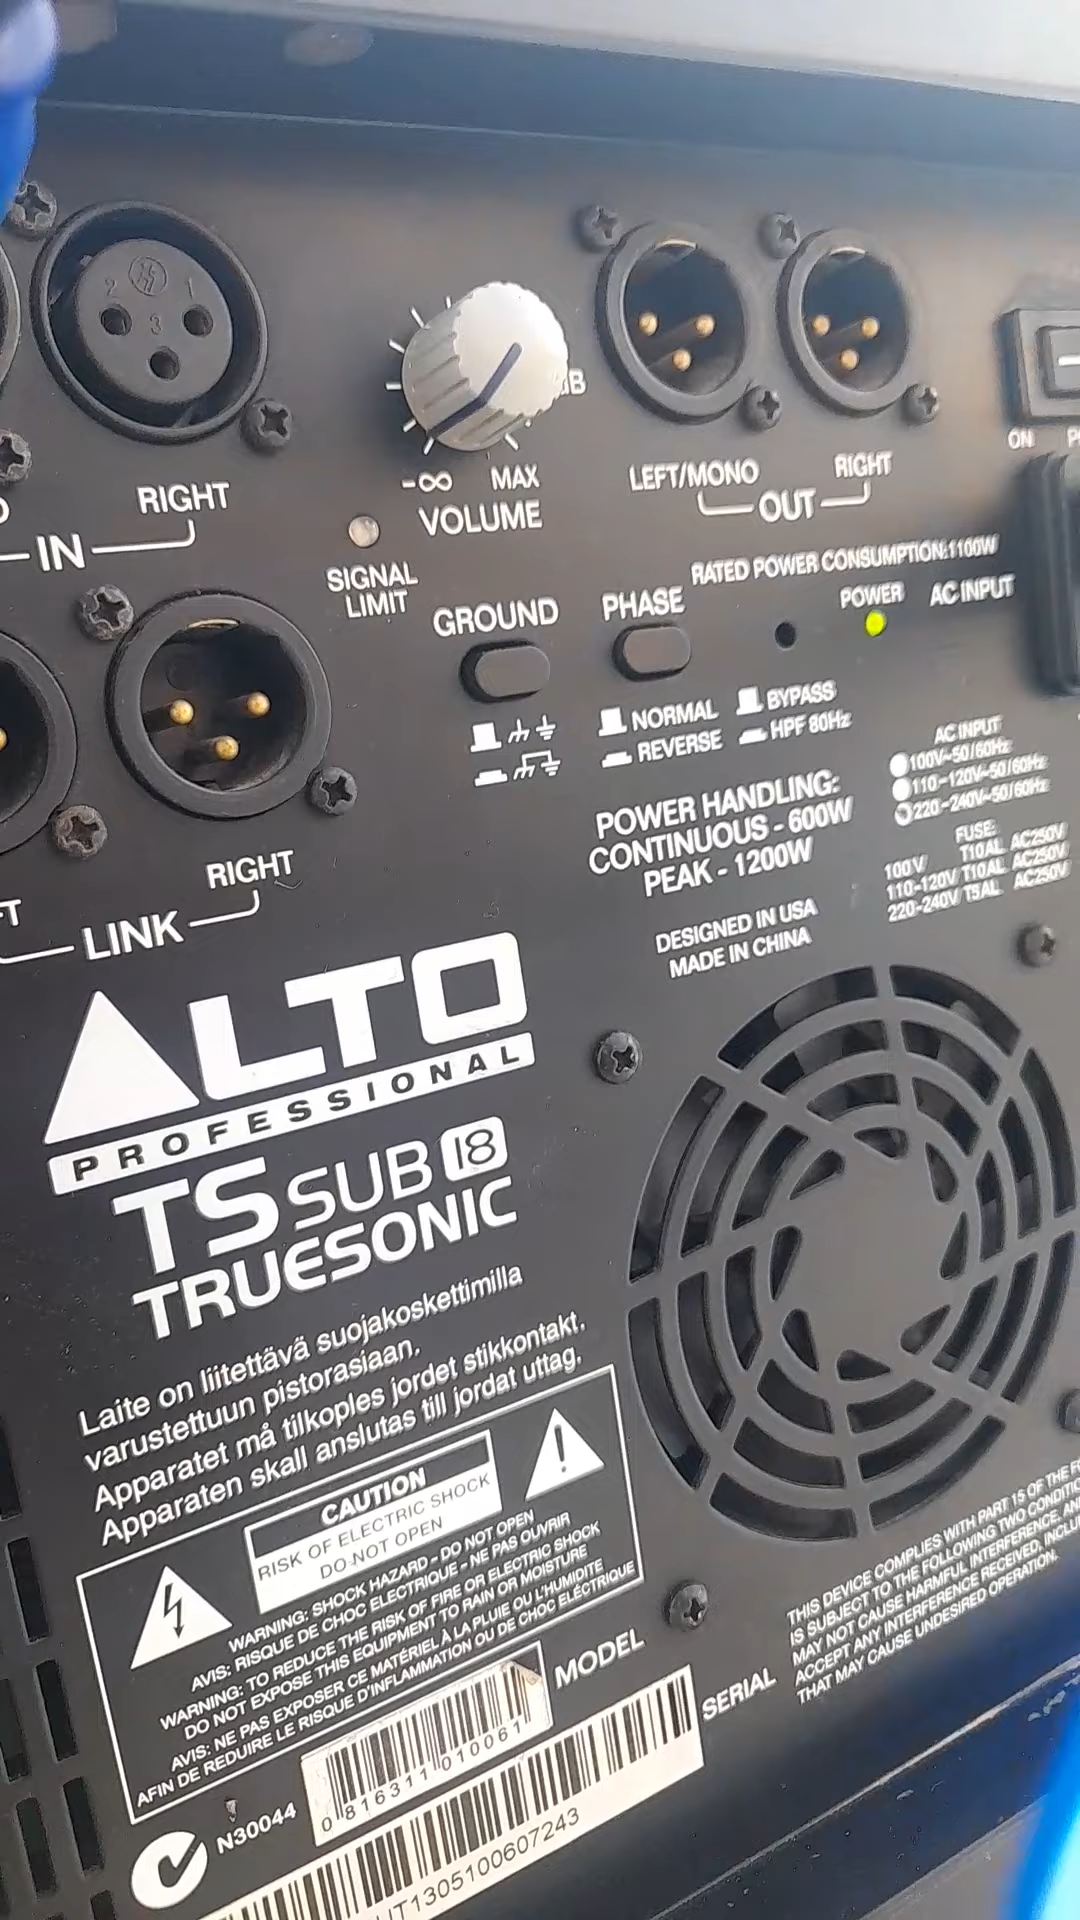 2 1
3
-∞ MAX
VOLUME
RIGHT
IN
SIGNAL
LIMIT
LEFT/MONO RIGHT
OUT
ON
RATED POWER CONSUMPTION:1100W
GROUND
PHASE
POWER
AC INPUT
NORMAL
REVERSE
BYPASS
HPF 80Hz
AC INPUT
100V~50/60Hz
110-120V~50/60Hz
220-240V~50/60Hz
POWER HANDLING:
CONTINUOUS - 600W
PEAK - 1200W
FUSE:
100V T10AL AC250V
110-120V T10AL AC250V
220-240V T5AL AC250V
RIGHT
LINK
DESIGNED IN USA
MADE IN CHINA
ALTO
PROFESSIONAL
TS SUB 18
TRUESONIC
Laite on liitettävä suojakoskettimilla
varustettuun pistorasiaan.
Apparatet må tilkoples jordet stikkontakt.
Apparaten skall anslutas till jordat uttag.
CAUTION
RISK OF ELECTRIC SHOCK
DO NOT OPEN
WARNING: SHOCK HAZARD - DO NOT OPEN
AVIS: RISQUE DE CHOC ELECTRIQUE - NE PAS OUVRIR
WARNING: TO REDUCE THE RISK OF FIRE OR ELECTRIC SHOCK
DO NOT EXPOSE THIS EQUIPMENT TO RAIN OR MOISTURE
AVIS: NE PAS EXPOSER CE MATÉRIEL À LA PLUIE OU L'HUMIDITE
AFIN DE REDUIRE LE RISQUE D'INFLAMMATION OU DE CHOC ELÉCTRIQUE
THIS DEVICE COMPLIES WITH PART 15 OF THE
IS SUBJECT TO THE FOLLOWING TWO
MAY NOT CAUSE HARMFUL INTERFERENCE, AND
ACCEPT ANY INTERFERENCE RECEIVED,
THAT MAY CAUSE UNDESIRED OPERATION.
MODEL
0 81631 01006 1
SERIAL
N30044
1305100607243